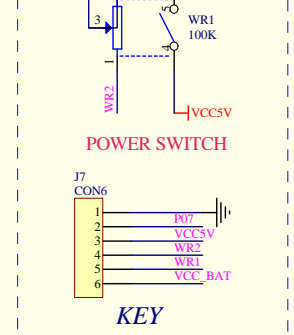 5
WR1
3
100K
4
1
WR2
VCC5V
POWER SWITCH
J7
CON6
1
2 P07
3 VCC5V
4 WR2
5 WR1
6 VCC_BAT
KEY